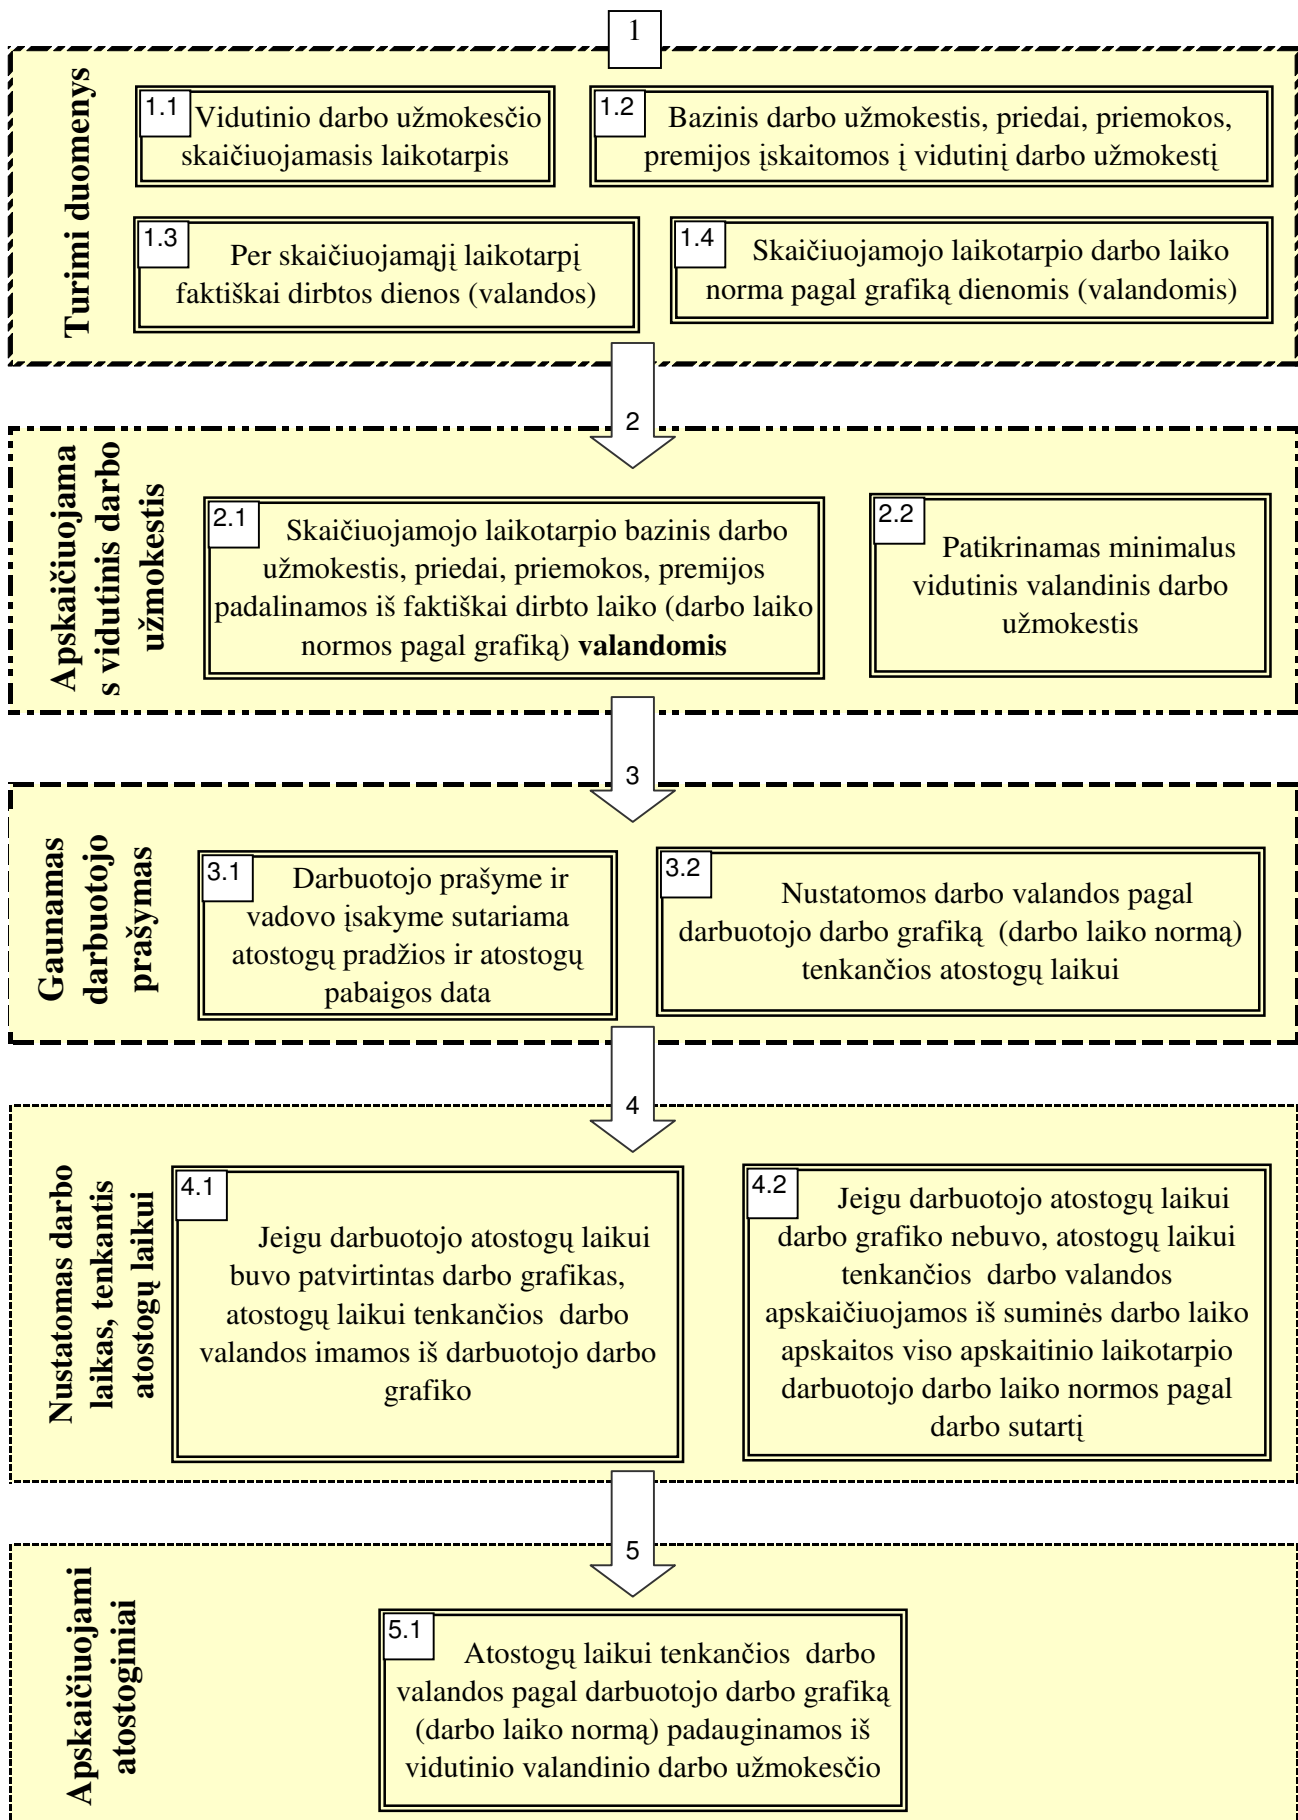 1
Turimi duomenys
1.1
Vidutinio darbo užmokesčio
skaičiuojamasis laikotarpis
1.2
Bazinis darbo užmokestis, priedai, priemokos,
premijos įskaitomos į vidutinį darbo užmokestį
1.3
Per skaičiuojamąjį laikotarpį
faktiškai dirbtos dienos (valandos)
1.4
Skaičiuojamojo laikotarpio darbo laiko
norma pagal grafiką dienomis (valandomis)
2
Apskaičiuojama
s vidutinis darbo
užmokestis
2.1
Skaičiuojamojo laikotarpio bazinis darbo
užmokestis, priedai, priemokos, premijos
padalinamos iš faktiškai dirbto laiko (darbo laiko
normos pagal grafiką) valandomis
2.2
Patikrinamas minimalus
vidutinis valandinis darbo
užmokestis
3
Gaunamas
darbuotojo
prašymas
3.1
Darbuotojo prašyme ir
vadovo įsakyme sutariama
atostogų pradžios ir atostogų
pabaigos data
3.2
Nustatomos darbo valandos pagal
darbuotojo darbo grafiką (darbo laiko normą)
tenkančios atostogų laikui
4
Nustatomas darbo
laikas, tenkantis
atostogų laikui
4.1
Jeigu darbuotojo atostogų laikui
buvo patvirtintas darbo grafikas,
atostogų laikui tenkančios darbo
valandos imamos iš darbuotojo darbo
grafiko
4.2
Jeigu darbuotojo atostogų laikui
darbo grafiko nebuvo, atostogų laikui
tenkančios darbo valandos
apskaičiuojamos iš suminės darbo laiko
apskaitos viso apskaitinio laikotarpio
darbuotojo darbo laiko normos pagal
darbo sutartį
5
Apskaičiuojami
atostoginiai
5.1
Atostogų laikui tenkančios darbo
valandos pagal darbuotojo darbo grafiką
(darbo laiko normą) padauginamos iš
vidutinio valandinio darbo užmokesčio